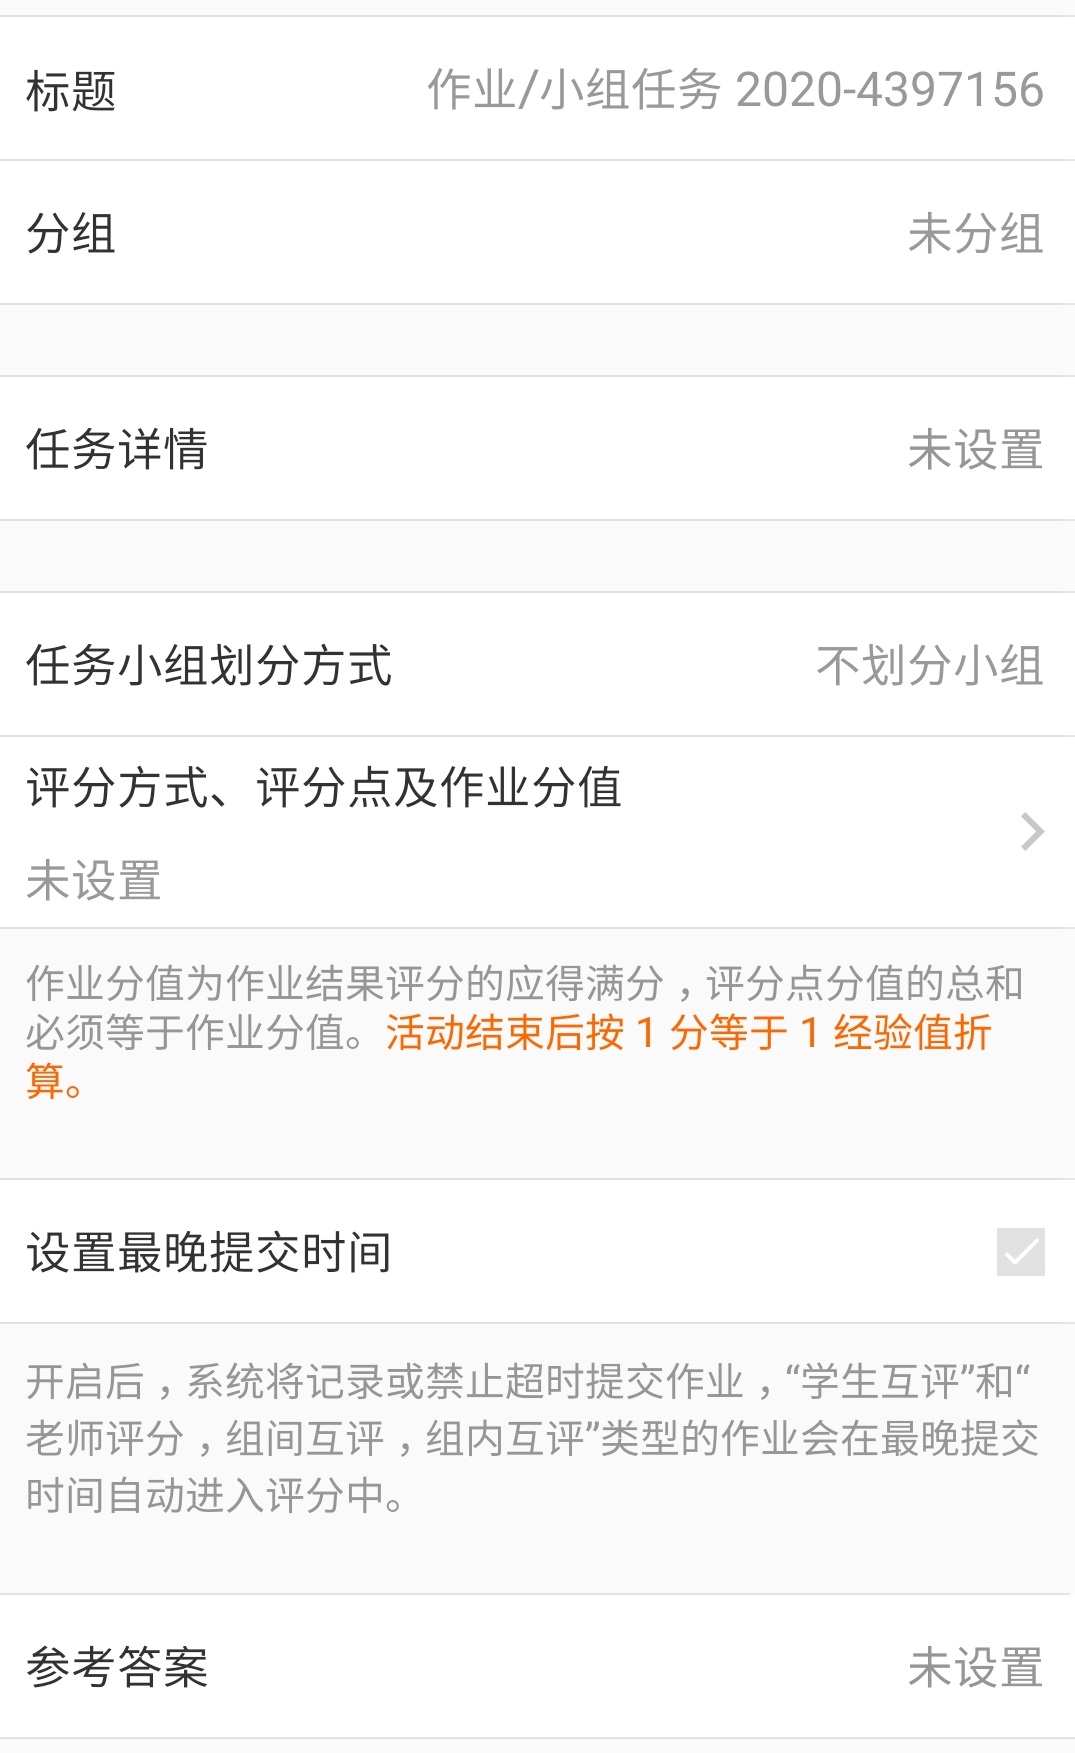 标题 作业/小组任务 2020-4397156
分组 未分组
任务详情 未设置
任务小组划分方式 不划分小组
评分方式、评分点及作业分值
未设置
作业分值为作业结果评分的应得满分，评分点分值的总和
必须等于作业分值。活动结束后按 1 分等于 1 经验值折
算。
设置最晚提交时间
开启后，系统将记录或禁止超时提交作业，“学生互评”和“
老师评分，组间互评，组内互评”类型的作业会在最晚提交
时间自动进入评分中。
参考答案 未设置